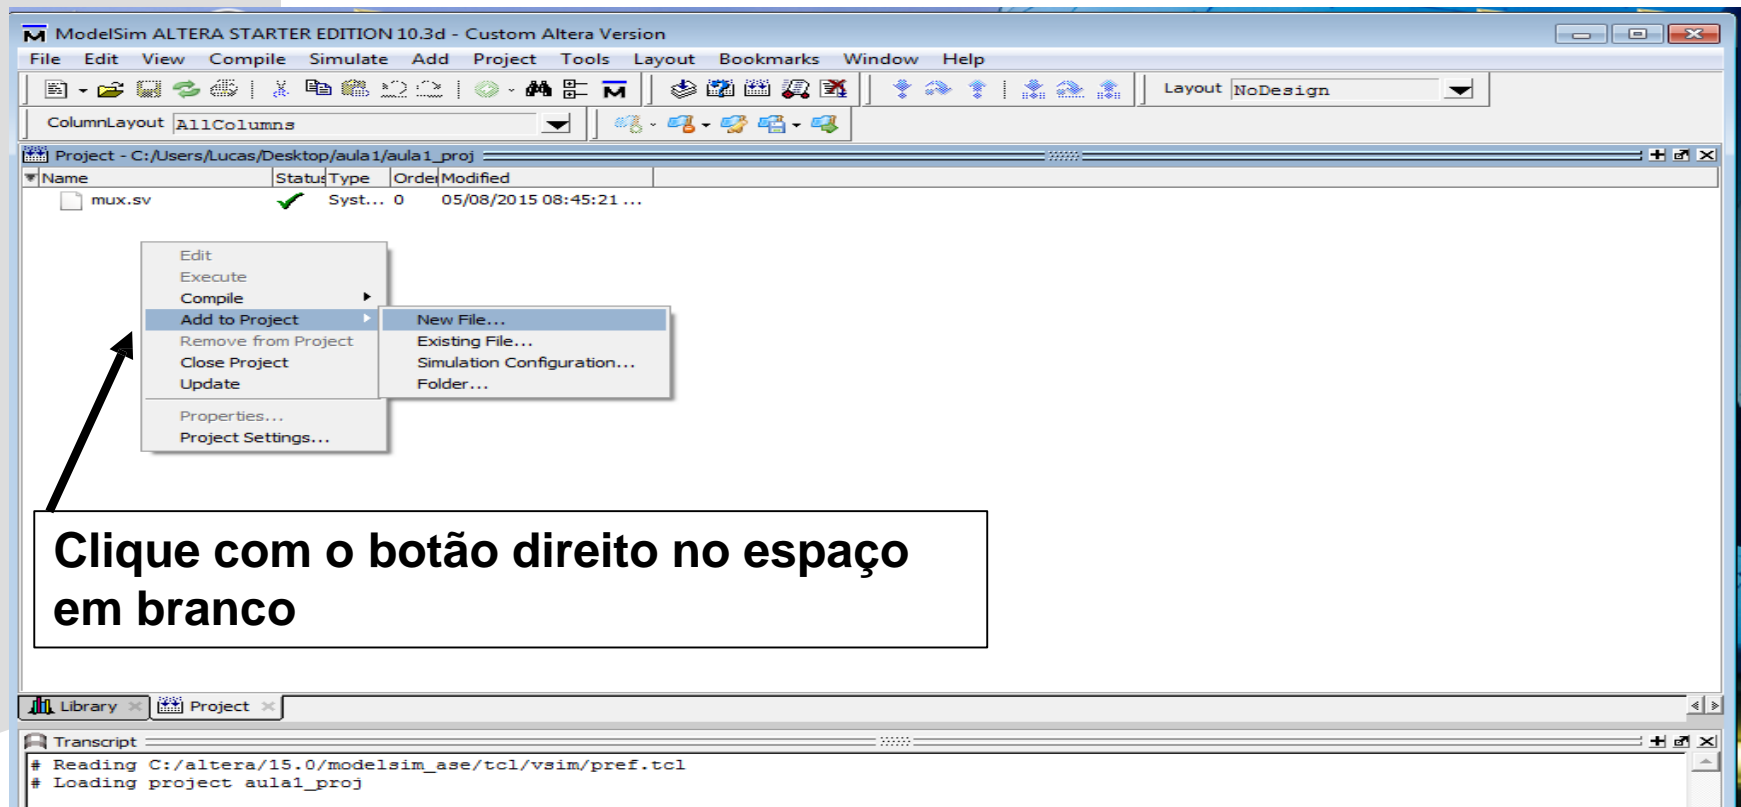 ModelSim ALTERA STARTER EDITION 10.3d - Custom Altera Version
File Edit View Compile Simulate Add Project Tools Layout Bookmarks Window Help
Layout NoDesign
ColumnLayout AllColumns
Project - C:/Users/Lucas/Desktop/aula1/aula1_proj
Name Status Type Order Modified
mux.sv Syst... 0 05/08/2015 08:45:21 ...
Edit
Execute
Compile
Add to Project New File...
Remove from Project Existing File...
Close Project Simulation Configuration...
Update Folder...
Properties...
Project Settings...
Clique com o botão direito no espaço
em branco
Library Project
Transcript
# Reading C:/altera/15.0/modelsim_ase/tcl/vsim/pref.tcl
# Loading project aula1_proj